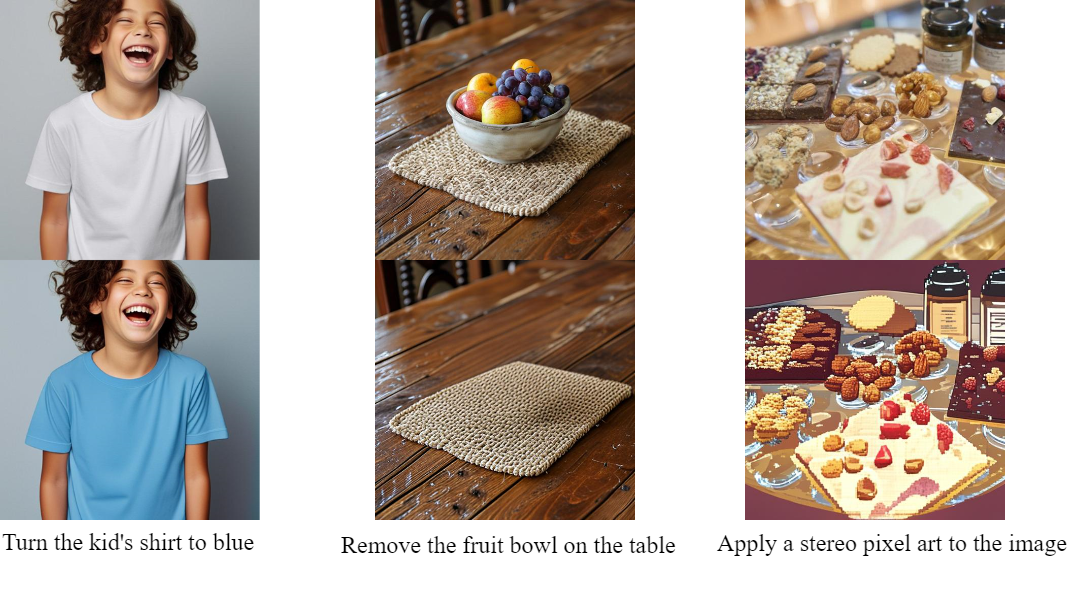 Turn the kid's shirt to blue
Remove the fruit bowl on the table
Apply a stereo pixel art to the image